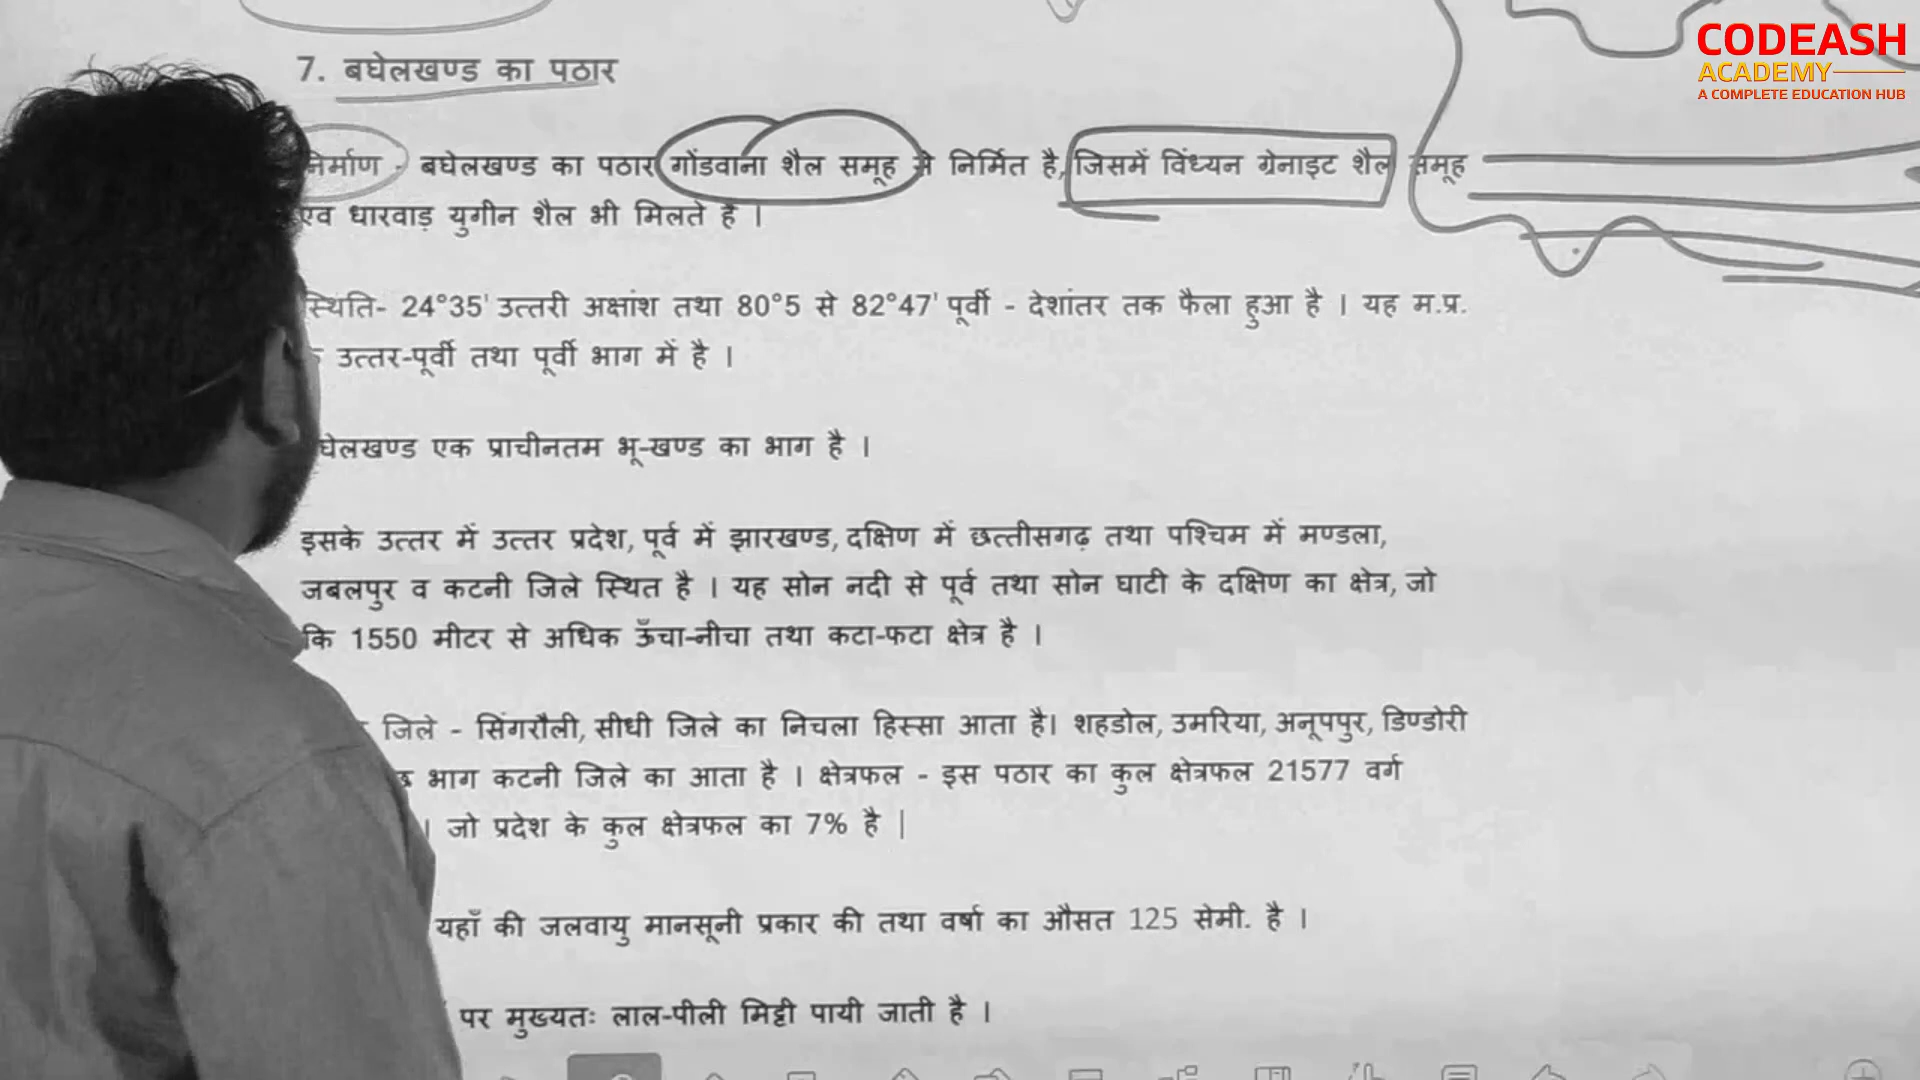 CODEASH
ACADEMY
A COMPLETE EDUCATION HUB
7. बघेलखण्ड का पठार
निर्माण - बघेलखण्ड का पठार गोंडवाना शैल समूह से निर्मित है, जिसमें विंध्यन ग्रेनाइट शैल समूह
एवं धारवाड़ युगीन शैल भी मिलते है ।
स्थिति- 24°35' उत्तरी अक्षांश तथा 80°5 से 82°47' पूर्वी - देशांतर तक फैला हुआ है । यह म.प्र.
उत्तर-पूर्वी तथा पूर्वी भाग में है ।
घेलखण्ड एक प्राचीनतम भू-खण्ड का भाग है ।
इसके उत्तर में उत्तर प्रदेश, पूर्व में झारखण्ड, दक्षिण में छत्तीसगढ़ तथा पश्चिम में मण्डला,
जबलपुर व कटनी जिले स्थित है । यह सोन नदी से पूर्व तथा सोन घाटी के दक्षिण का क्षेत्र, जो
कि 1550 मीटर से अधिक ऊँचा-नीचा तथा कटा-फटा क्षेत्र है ।
जिले - सिंगरौली, सीधी जिले का निचला हिस्सा आता है। शहडोल, उमरिया, अनूपपुर, डिण्डोरी
भाग कटनी जिले का आता है । क्षेत्रफल - इस पठार का कुल क्षेत्रफल 21577 वर्ग
। जो प्रदेश के कुल क्षेत्रफल का 7% है |
यहाँ की जलवायु मानसूनी प्रकार की तथा वर्षा का औसत 125 सेमी. है ।
पर मुख्यतः लाल-पीली मिट्टी पायी जाती है ।